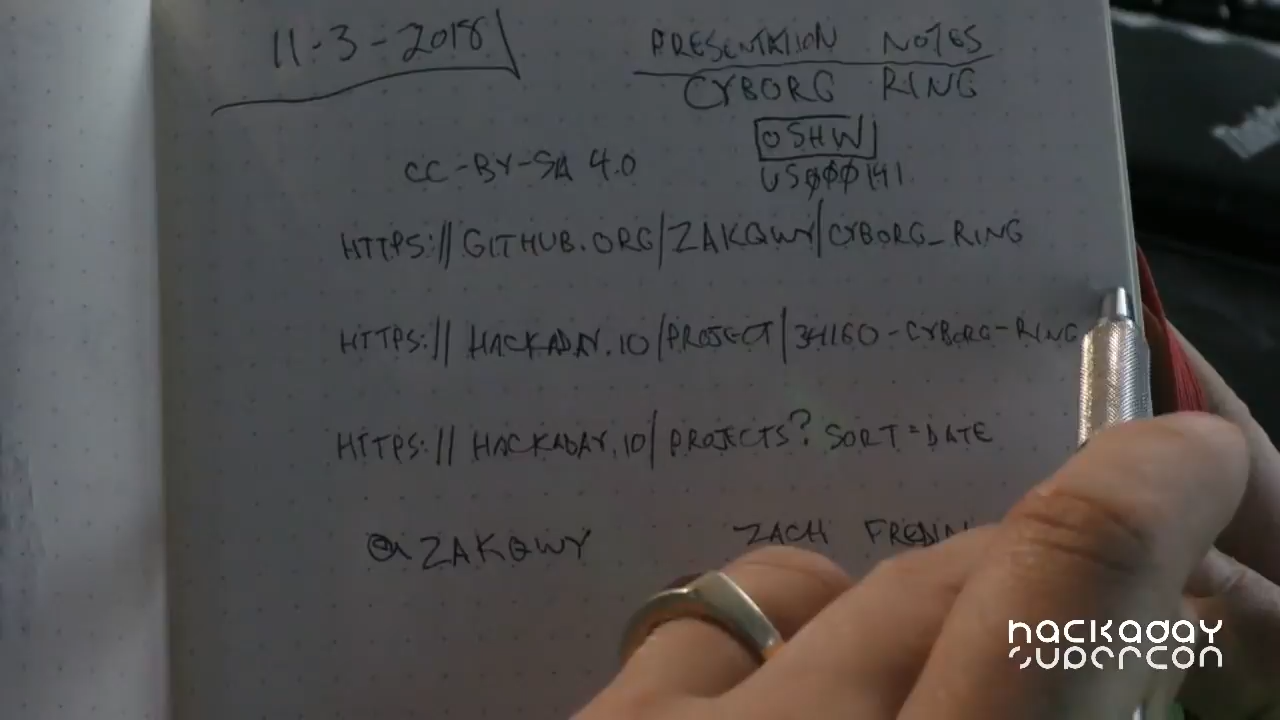 11-3-2018
PRESENTATION NOTES
CYBORG RING
OSHW
US000141
CC-BY-SA 4.0
HTTPS://GITHUB.ORG/ZAKQWY/CYBORG_RING
HTTPS://HACKADAY.IO/PROJECT/34160-CYBORG-RING
HTTPS://HACKADAY.IO/PROJECTS?SORT=DATE
@ZAKQWY ZACH
hackaday
supercon